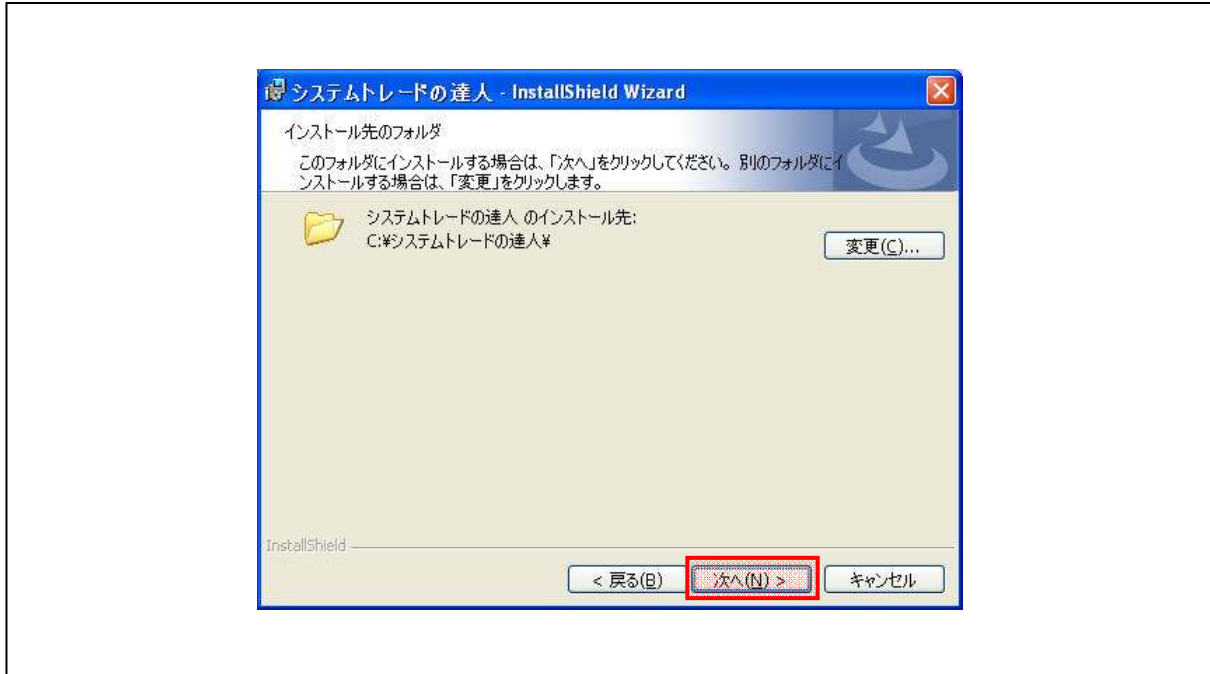 システムトレードの達人 - InstallShield Wizard
インストール先のフォルダ
このフォルダにインストールする場合は、「次へ」をクリックしてください。別のフォルダにイ
ンストールする場合は、「変更」をクリックします。
システムトレードの達人 のインストール先:
C:¥システムトレードの達人¥
変更(C)...
InstallShield
< 戻る(B)
次へ(N) >
キャンセル